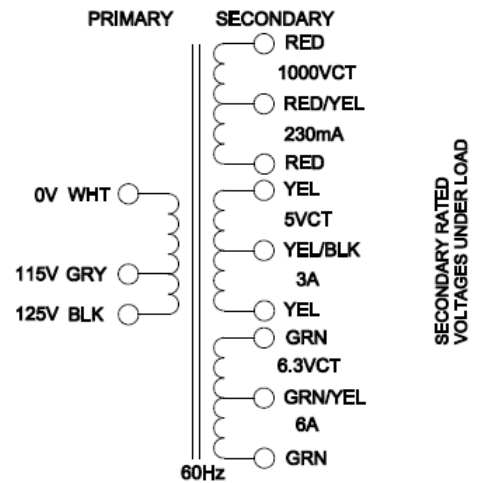 PRIMARY
SECONDARY
RED
1000VCT
RED/YEL
230mA
RED
0V WHT
YEL
5VCT
YEL/BLK
115V GRY
3A
125V BLK
YEL
GRN
6.3VCT
GRN/YEL
6A
GRN
60Hz
SECONDARY RATED
VOLTAGES UNDER LOAD